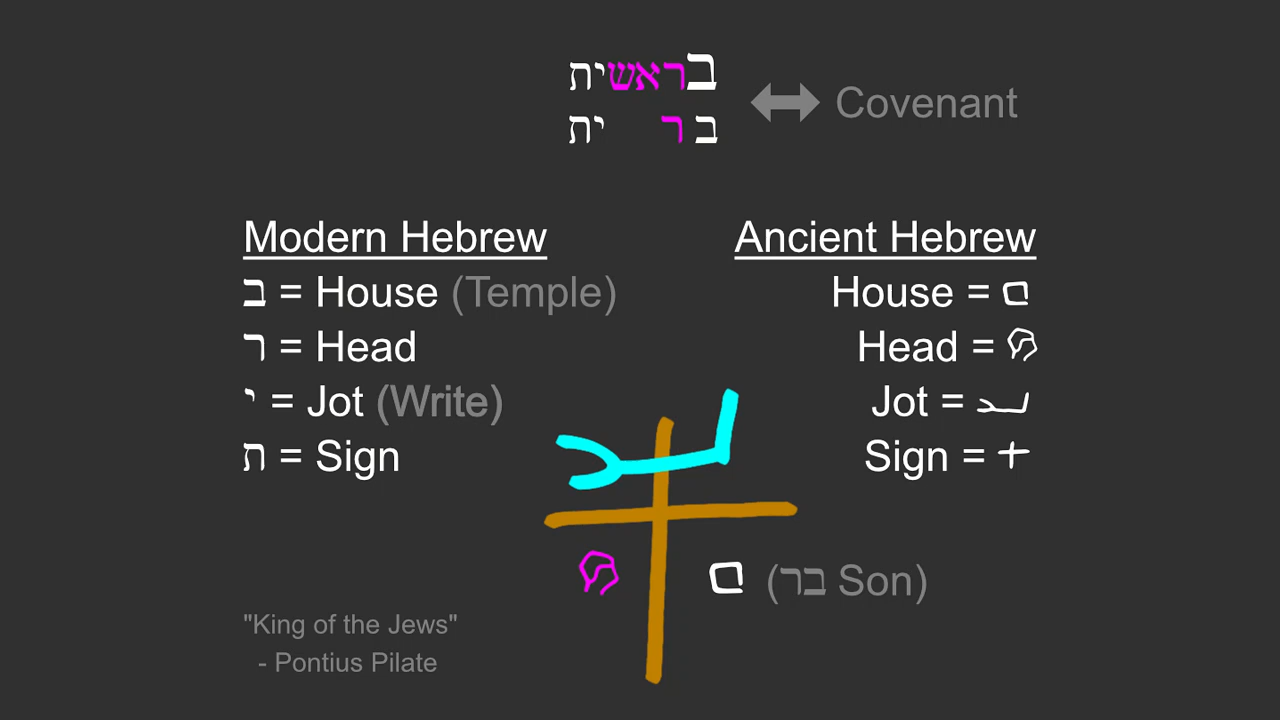 בראשית
ב ר ית
Covenant
Modern Hebrew
ב = House (Temple)
ר = Head
י = Jot (Write)
ת = Sign
Ancient Hebrew
House =
Head =
Jot =
Sign = +
(בר Son)
"King of the Jews"
- Pontius Pilate